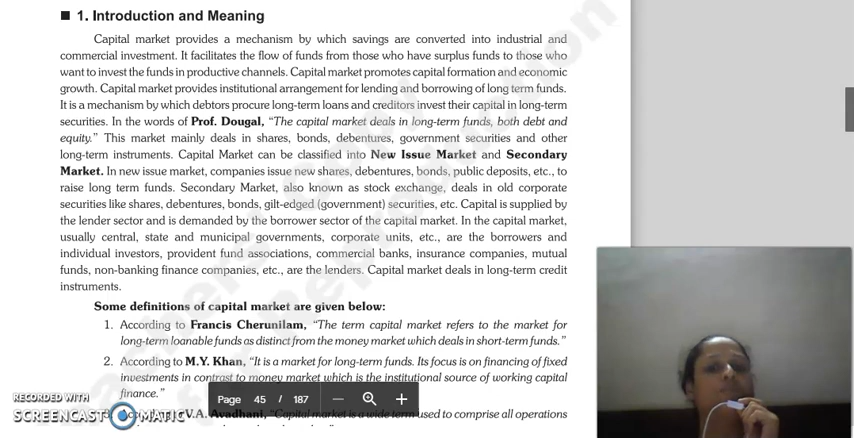 1. Introduction and Meaning
Capital market provides a mechanism by which savings are converted into industrial and
commercial investment. It facilitates the flow of funds from those who have surplus funds to those who
want to invest the funds in productive channels. Capital market promotes capital formation and economic
growth. Capital market provides institutional arrangement for lending and borrowing of long term funds.
It is a mechanism by which debtors procure long-term loans and creditors invest their capital in long-term
securities. In the words of Prof. Dougal, “The capital market deals in long-term funds, both debt and
equity.” This market mainly deals in shares, bonds, debentures, government securities and other
long-term instruments. Capital Market can be classified into New Issue Market and Secondary
Market. In new issue market, companies issue new shares, debentures, bonds, public deposits, etc., to
raise long term funds. Secondary Market, also known as stock exchange, deals in old corporate
securities like shares, debentures, bonds, gilt-edged (government) securities, etc. Capital is supplied by
the lender sector and is demanded by the borrower sector of the capital market. In the capital market,
usually central, state and municipal governments, corporate units, etc., are the borrowers and
individual investors, provident fund associations, commercial banks, insurance companies, mutual
funds, non-banking finance companies, etc., are the lenders. Capital market deals in long-term credit
instruments.
Some definitions of capital market are given below:
1. According to Francis Cherunilam, “The term capital market refers to the market for
long-term loanable funds as distinct from the money market which deals in short-term funds.”
2. According to M.Y. Khan, “It is a market for long-term funds. Its focus is on financing of fixed
investments in contrast to money market which is the institutional source of working capital
finance.”
Page 45 / 187
RECORDED WITH
SCREENCAST MATIC
V.A. Avadhani, “Capital market is a wide term used to comprise all operations